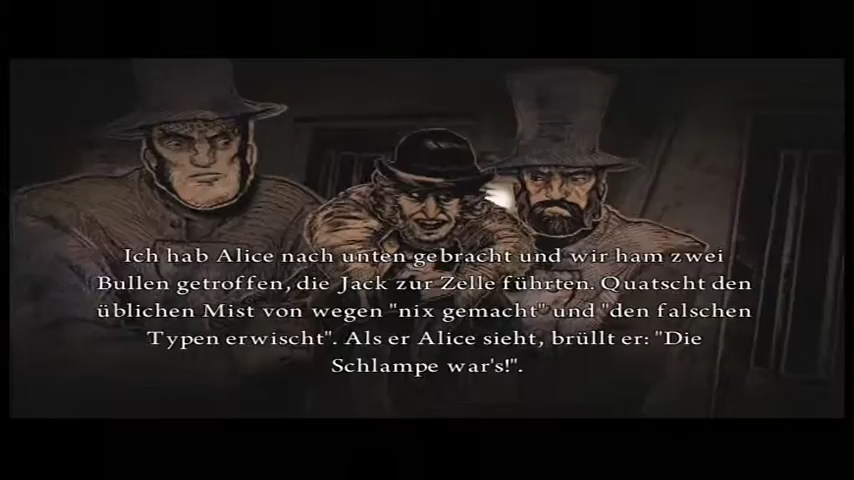 Ich hab Alice nach unten gebracht und wir ham zwei
Bullen getroffen, die Jack zur Zelle führten. Quatscht den
üblichen Mist von wegen "nix gemacht" und "den falschen
Typen erwischt". Als er Alice sieht, brüllt er: "Die
Schlampe war's!".